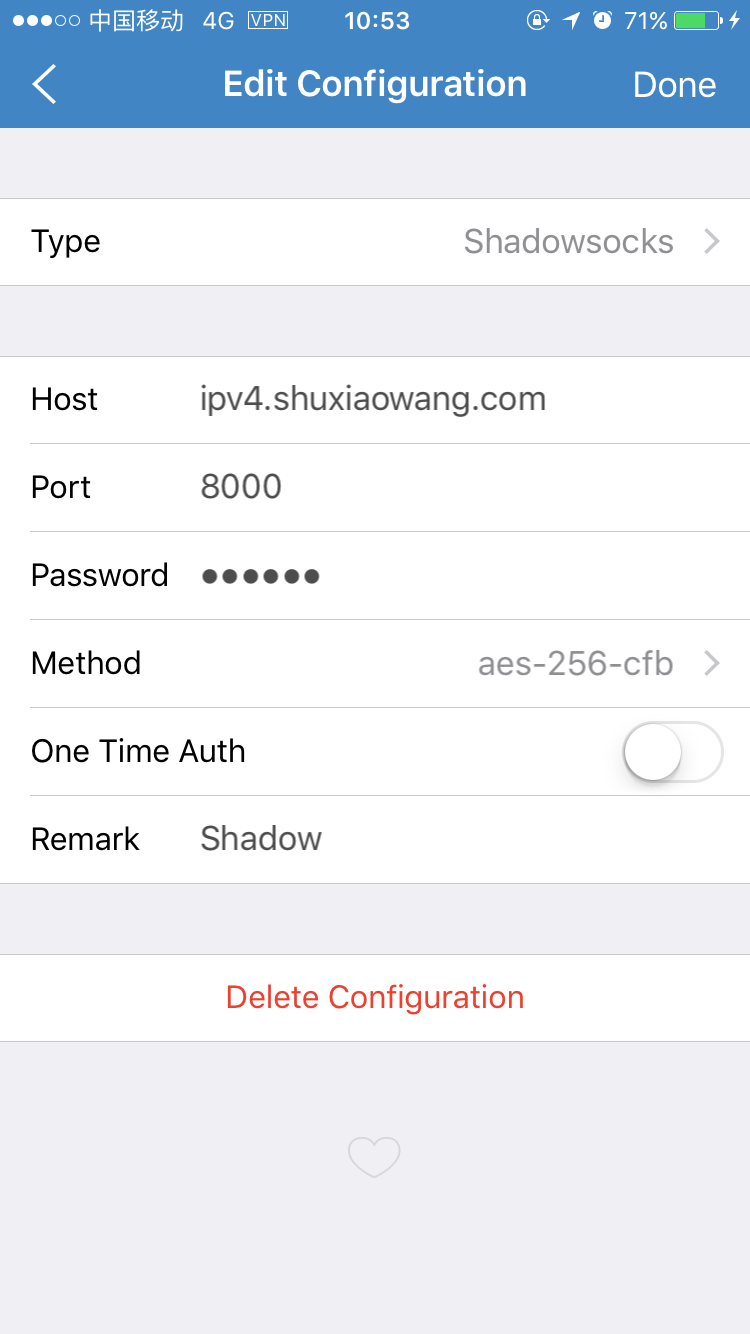 中国移动 4G VPN 10:53 71%
Edit Configuration Done
Type Shadowsocks
Host ipv4.shuxiaowang.com
Port 8000
Password ●●●●●●
Method aes-256-cfb
One Time Auth
Remark Shadow
Delete Configuration